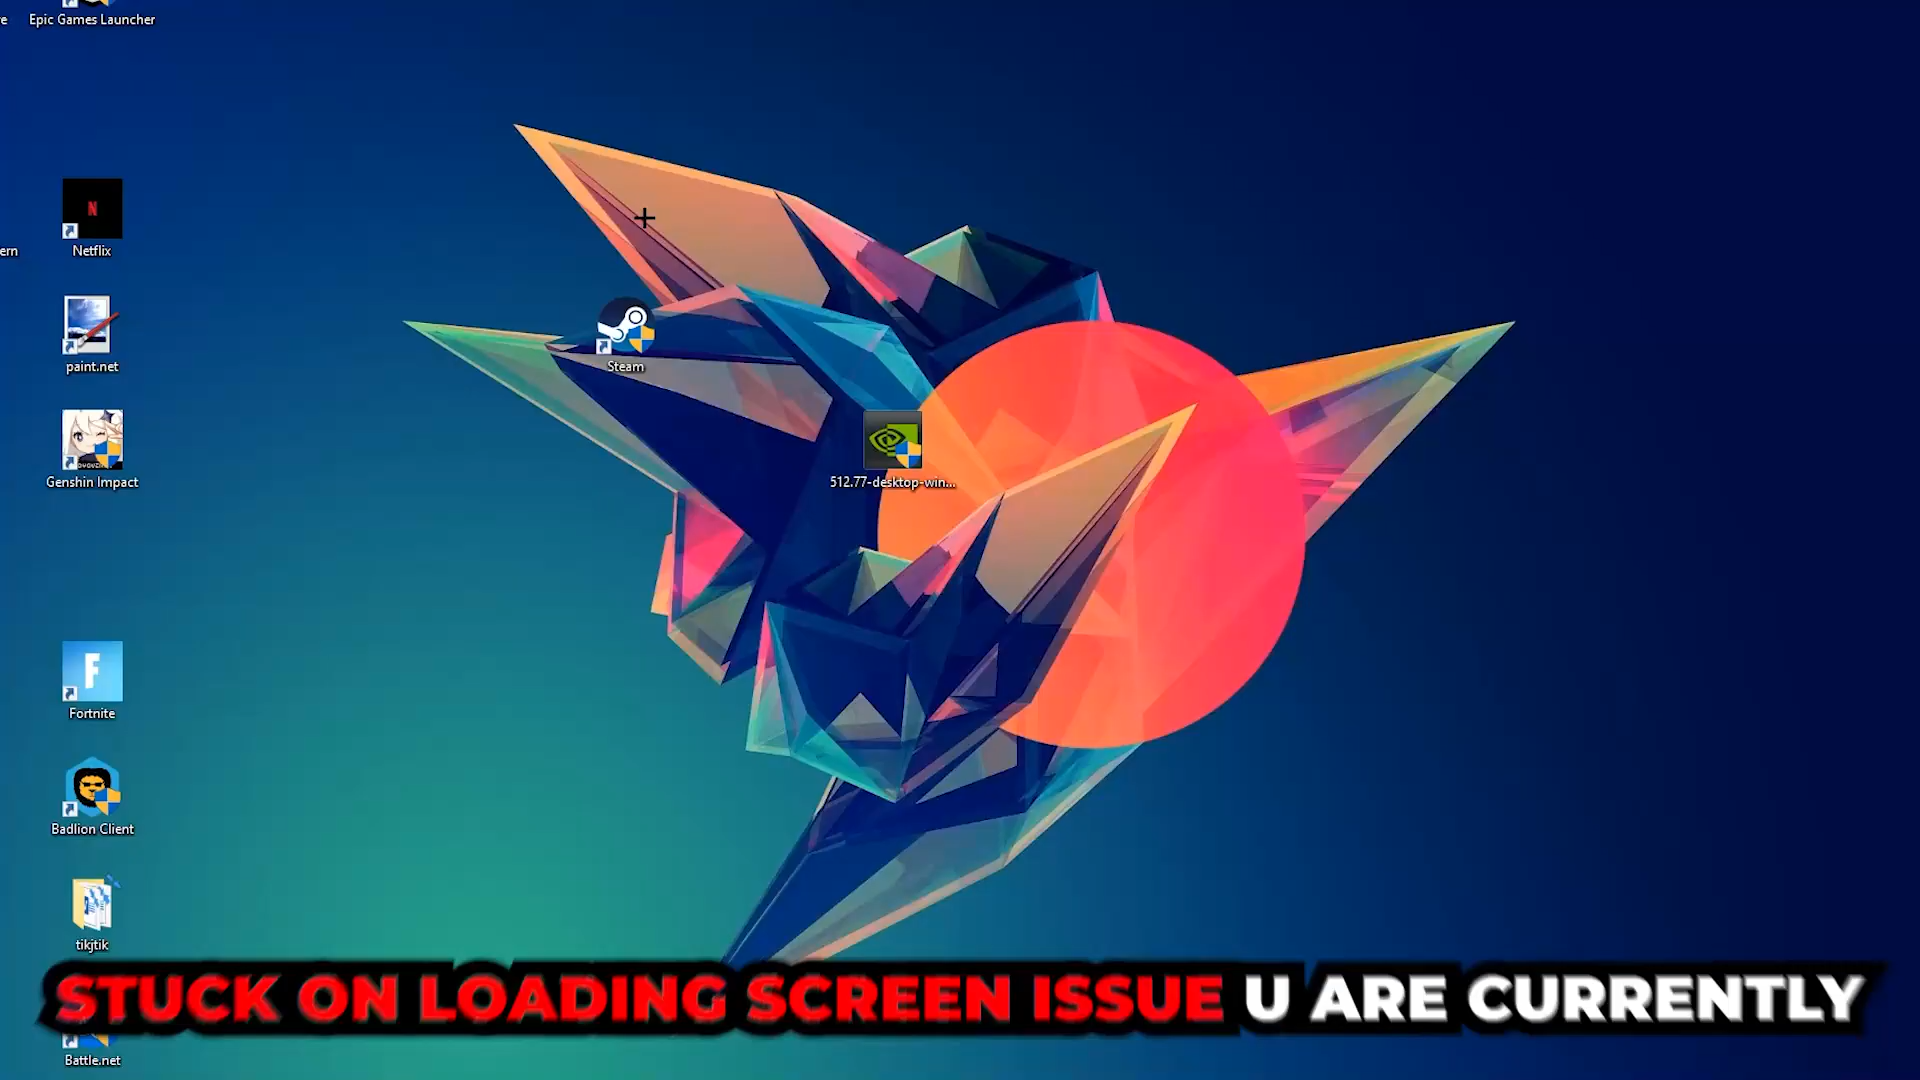 Epic Games Launcher
ern
Netflix
paint.net
Steam
Genshin Impact
512.77-desktop-win...
F
Fortnite
Badlion Client
tikjtik
STUCK ON LOADING SCREEN ISSUE U ARE CURRENTLY
Battle.net